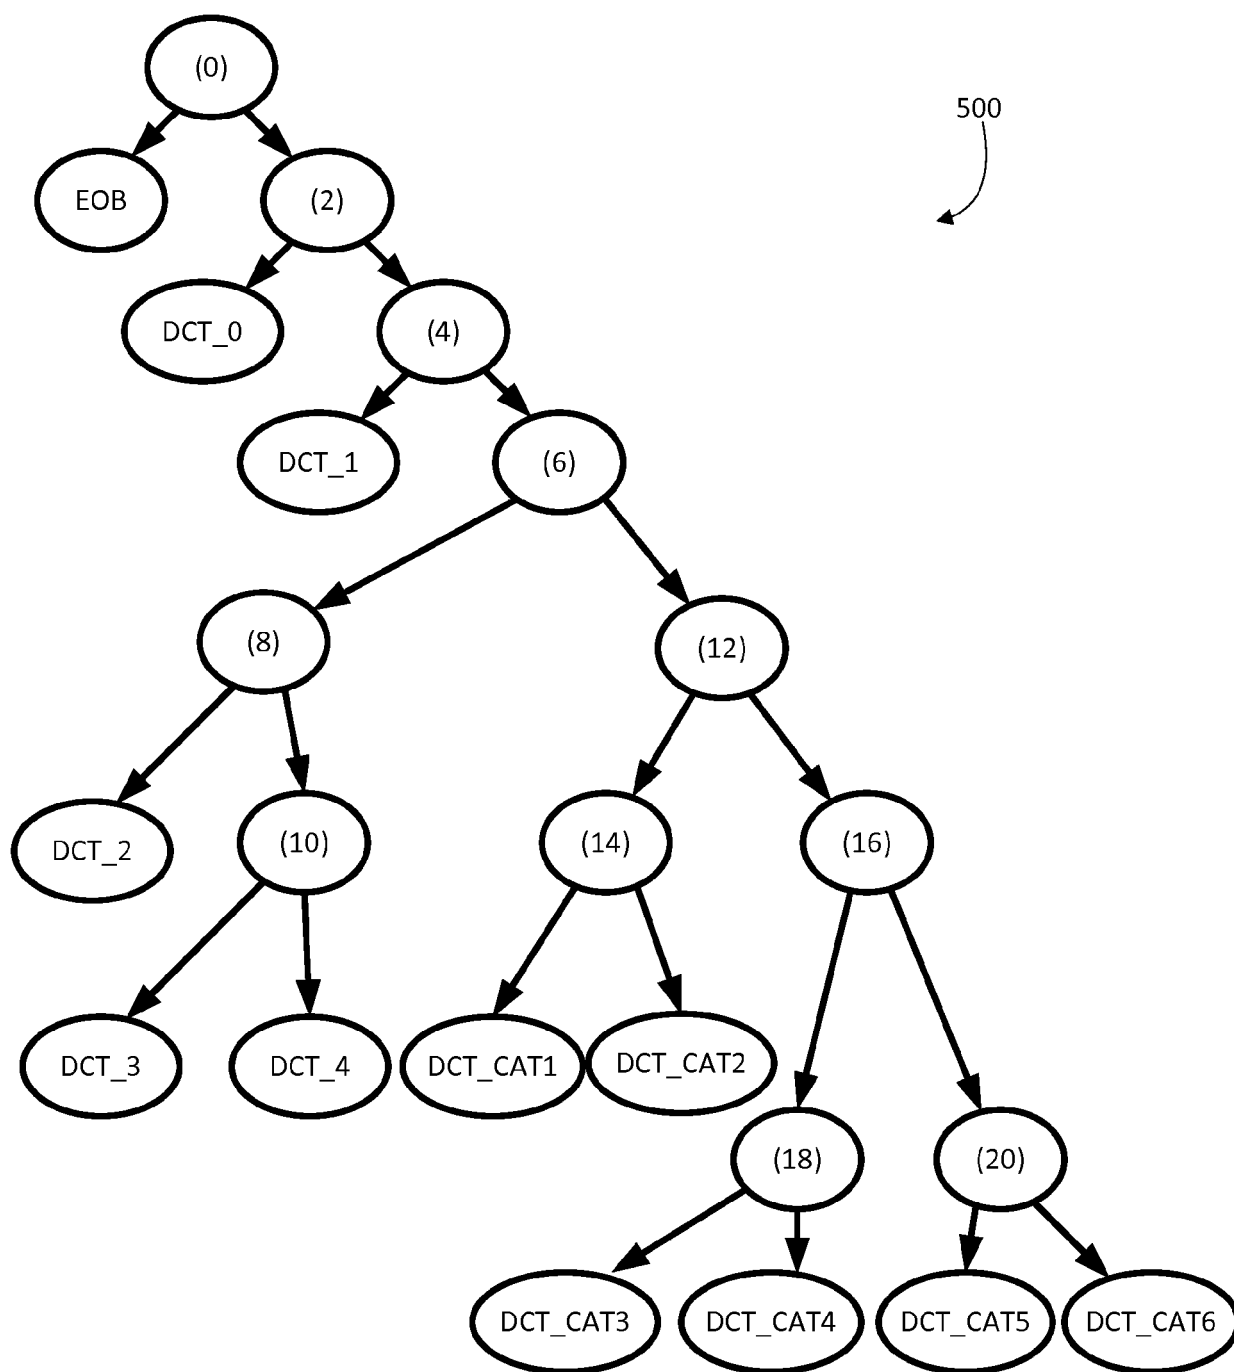 (0)
500
EOB
(2)
DCT_0
(4)
DCT_1
(6)
(8)
(12)
DCT_2
(10)
(14)
(16)
DCT_3
DCT_4
DCT_CAT1
DCT_CAT2
(18)
(20)
DCT_CAT3
DCT_CAT4
DCT_CAT5
DCT_CAT6